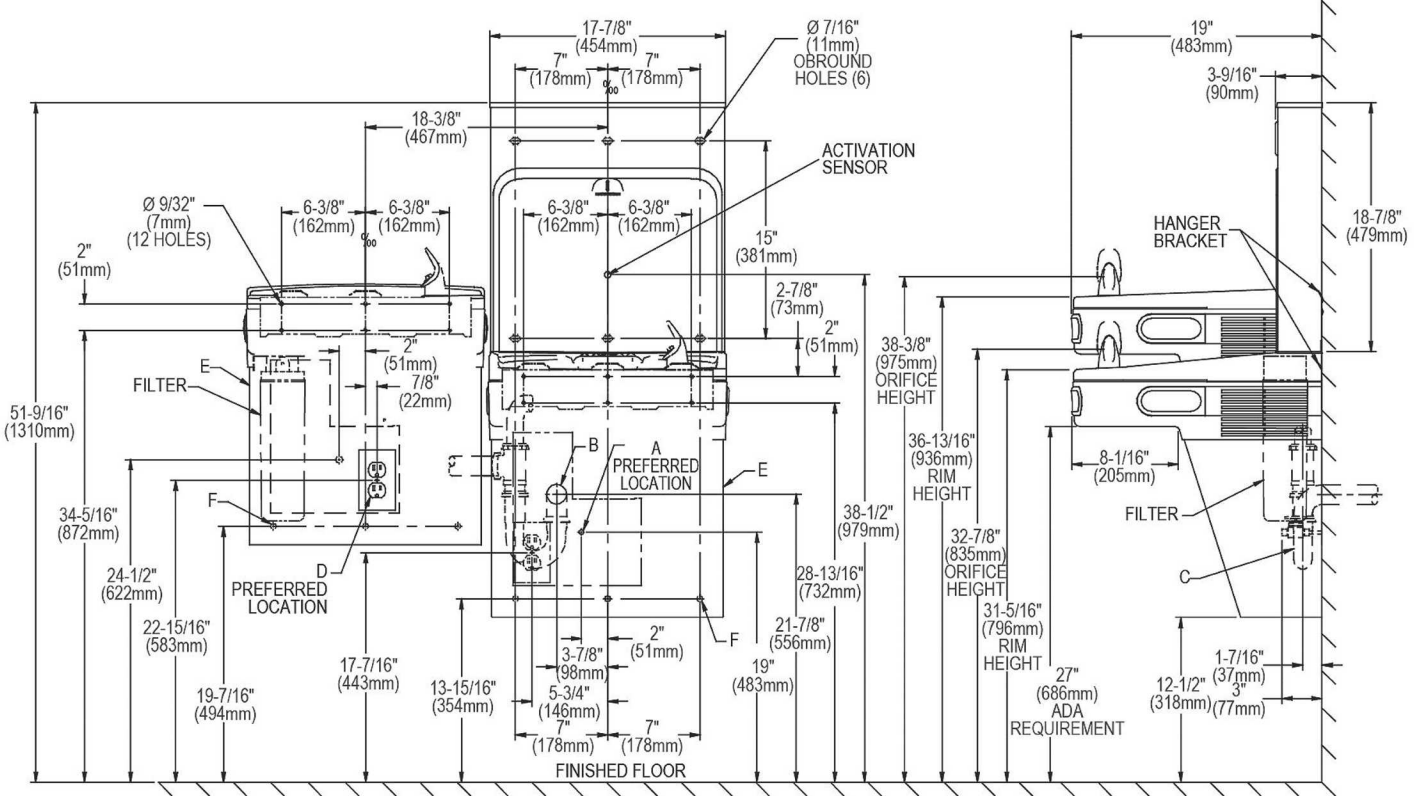 17-7/8"
(454mm)
7"
(178mm)
7"
(178mm)
Ø 7/16"
(11mm)
OBROUND
HOLES (6)
19"
(483mm)
3-9/16"
(90mm)
18-3/8"
(467mm)
ACTIVATION
SENSOR
Ø 9/32"
(7mm)
(12 HOLES)
6-3/8"
(162mm)
6-3/8"
(162mm)
6-3/8"
(162mm)
6-3/8"
(162mm)
15"
(381mm)
HANGER
BRACKET
18-7/8"
(479mm)
2"
(51mm)
2-7/8"
(73mm)
2"
(51mm)
2"
(51mm)
7/8"
(22mm)
E
FILTER
51-9/16"
(1310mm)
38-3/8"
(975mm)
ORIFICE
HEIGHT
36-13/16"
(936mm)
RIM
HEIGHT
8-1/16"
(205mm)
B
A
PREFERRED
LOCATION
E
F
34-5/16"
(872mm)
38-1/2"
(979mm)
FILTER
32-7/8"
(835mm)
ORIFICE
HEIGHT
24-1/2"
(622mm)
D
PREFERRED
LOCATION
28-13/16"
(732mm)
C
22-15/16"
(583mm)
21-7/8"
(556mm)
31-5/16"
(796mm)
RIM
HEIGHT
F
2"
(51mm)
3-7/8"
(98mm)
19"
(483mm)
17-7/16"
(443mm)
13-15/16"
(354mm)
19-7/16"
(494mm)
5-3/4"
(146mm)
27"
(686mm)
ADA
REQUIREMENT
12-1/2"
(318mm)
1-7/16"
(37mm)
3"
(77mm)
7"
(178mm)
7"
(178mm)
FINISHED FLOOR